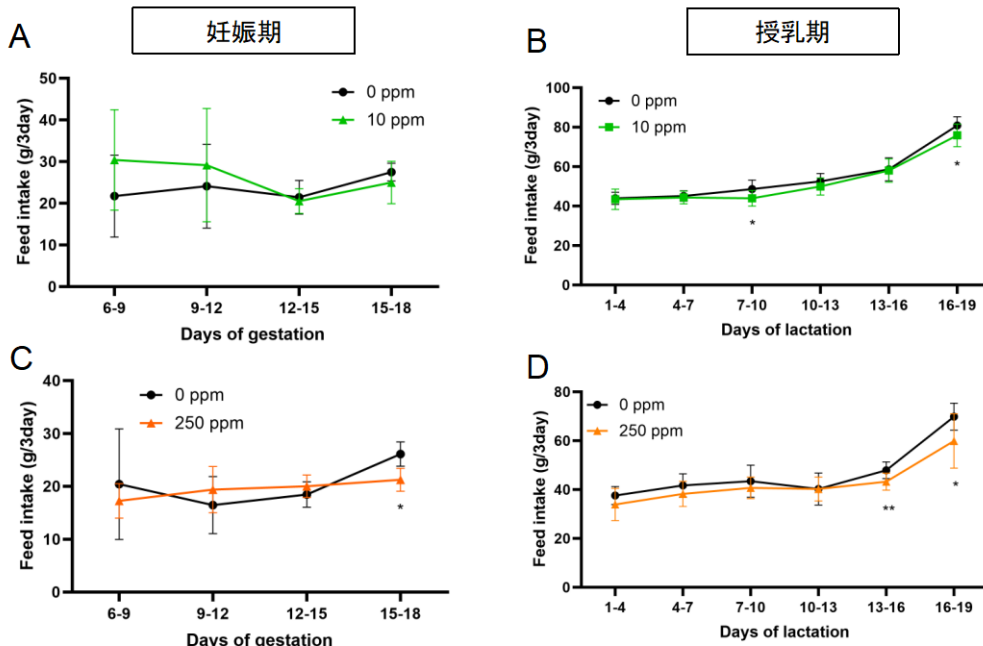 A
妊娠期
50
40
30
20
10
0
Feed intake (g/3day)
0 ppm
10 ppm
6-9
9-12
12-15
15-18
Days of gestation
B
授乳期
100
80
60
40
20
0
Feed intake (g/3day)
0 ppm
10 ppm
*
*
1-4
4-7
7-10
10-13
13-16
16-19
Days of lactation
C
40
30
20
10
0
Feed intake (g/3day)
0 ppm
250 ppm
*
6-9
9-12
12-15
15-18
Days of gestation
D
80
60
40
20
0
Feed intake (g/3day)
0 ppm
250 ppm
**
*
1-4
4-7
7-10
10-13
13-16
16-19
Days of lactation